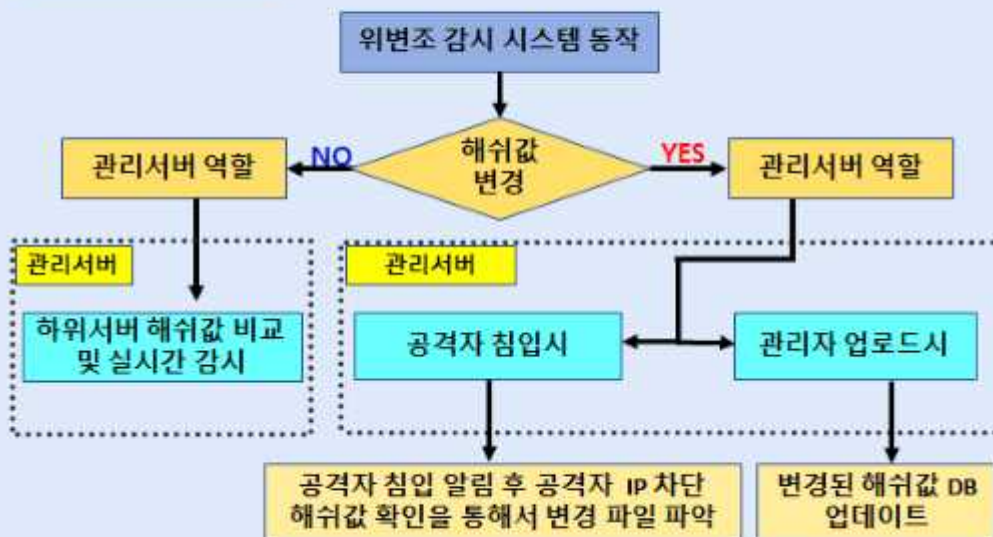 위변조 감시 시스템 동작
해쉬값
변경
NO
YES
관리서버 역할
관리서버 역할
관리서버
관리서버
하위서버 해쉬값 비교
및 실시간 감시
공격자 침입시
관리자 업로드시
공격자 침입 알림 후 공격자 IP 차단
해쉬값 확인을 통해서 변경 파일 파악
변경된 해쉬값 DB
업데이트